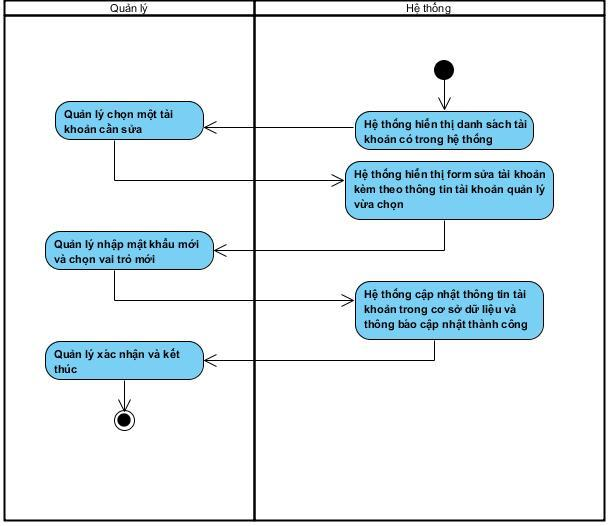 Quản lý
Hệ thống
Hệ thống hiển thị danh sách tài
khoản có trong hệ thống
Quản lý chọn một tài
khoản cần sửa
Hệ thống hiển thị form sửa tài khoản
kèm theo thông tin tài khoản quản lý
vừa chọn
Quản lý nhập mật khẩu mới
và chọn vai trò mới
Hệ thống cập nhật thông tin tài
khoản trong cơ sở dữ liệu và
thông báo cập nhật thành công
Quản lý xác nhận và kết
thúc